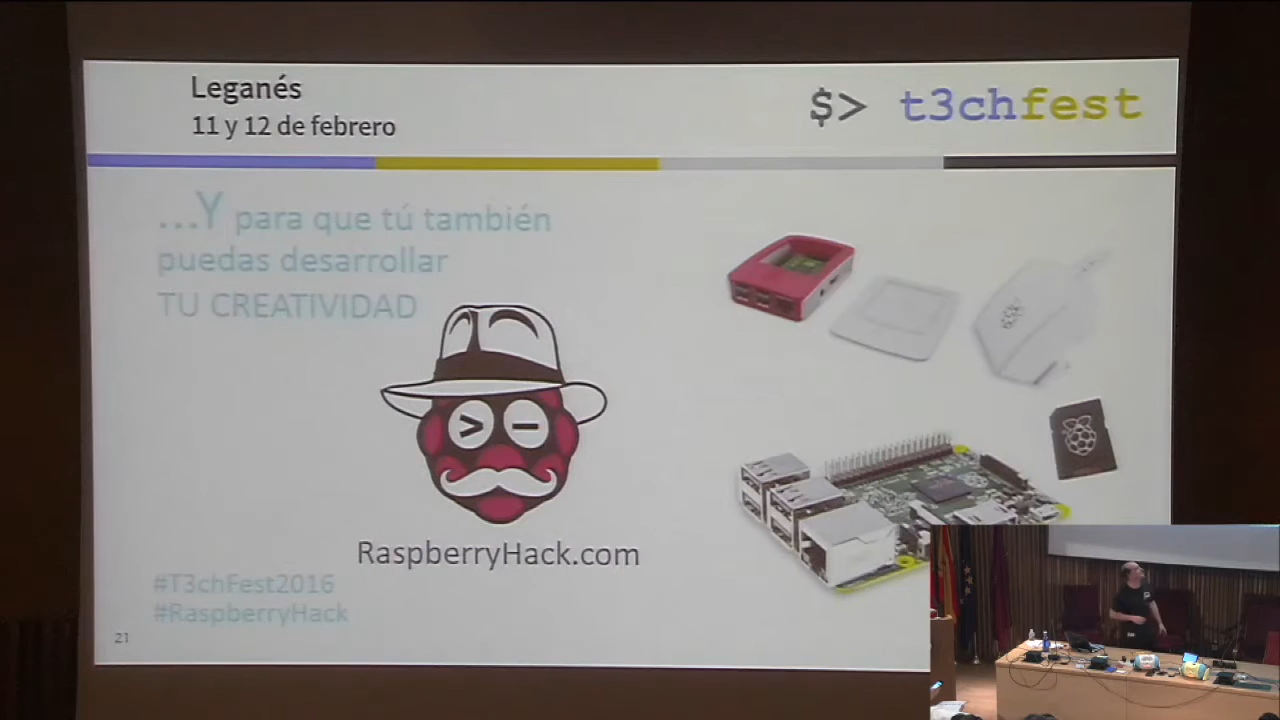 Leganés
11 y 12 de febrero
$> t3chfest
...Y para que tú también
puedas desarrollar
TU CREATIVIDAD
RaspberryHack.com
#T3chFest2016
#RaspberryHack
21